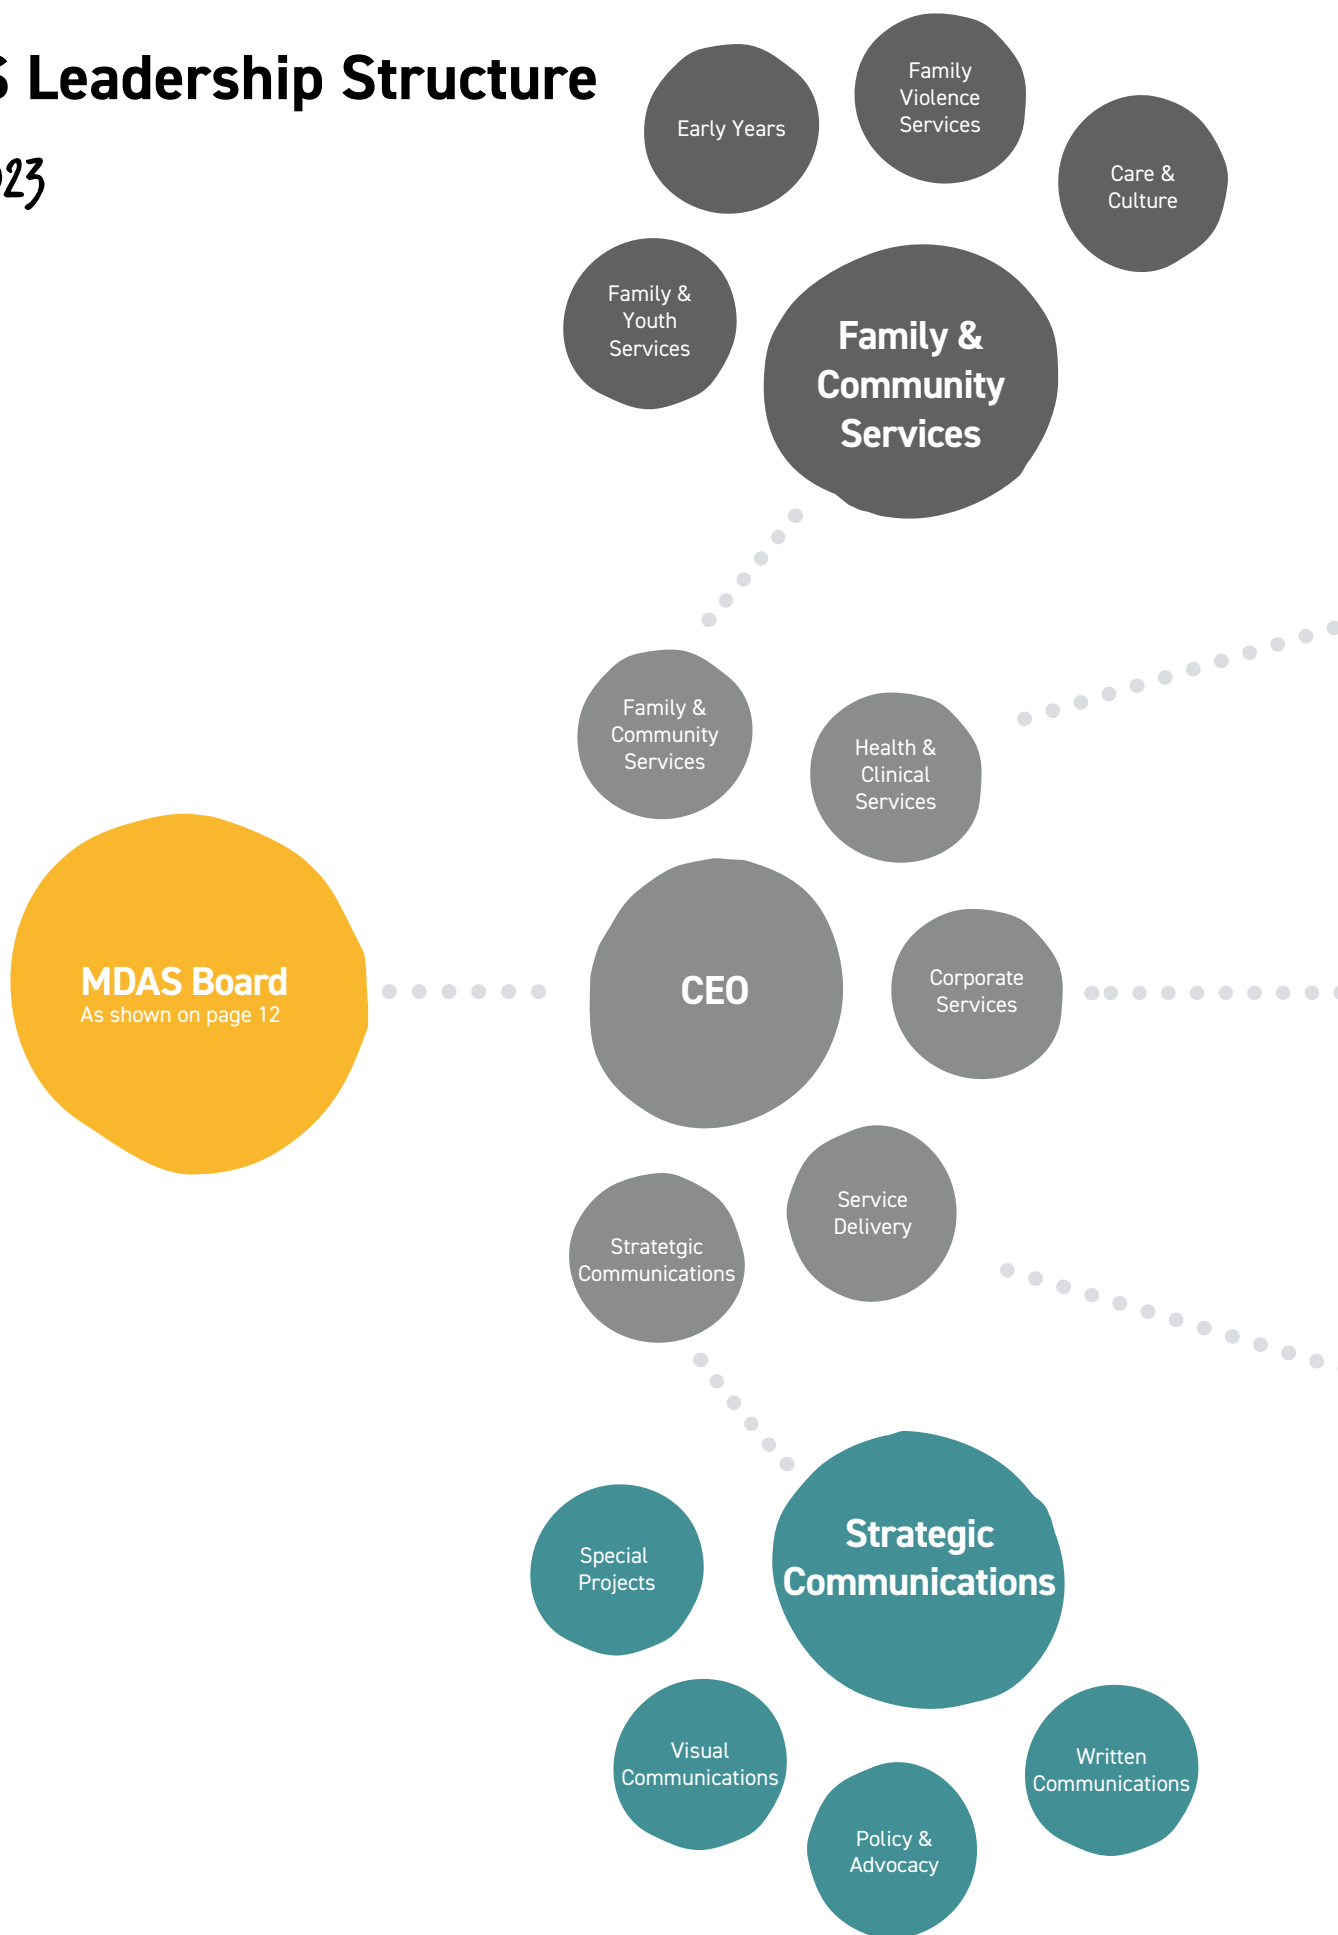 S Leadership Structure
023
Early Years
Family
Violence
Services
Care &
Culture
Family &
Youth
Services
Family &
Community
Services
Family &
Community
Services
Health &
Clinical
Services
MDAS Board
As shown on page 12
CEO
Corporate
Services
Service
Delivery
Stratetgic
Communications
Strategic
Communications
Special
Projects
Visual
Communications
Policy &
Advocacy
Written
Communications